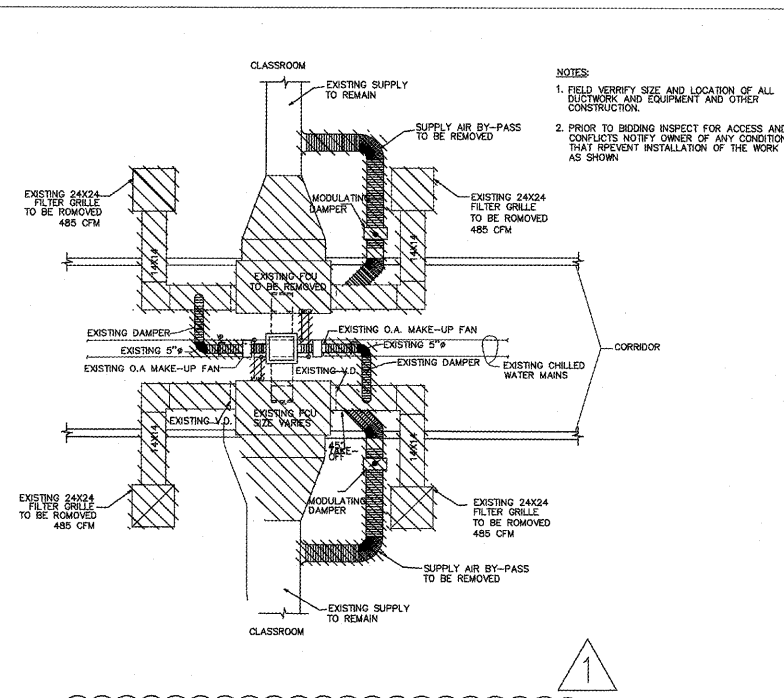 CLASSROOM
EXISTING SUPPLY
TO REMAIN
NOTES:
1. FIELD VERRIFY SIZE AND LOCATION OF ALL
DUCTWORK AND EQUIPMENT AND OTHER
CONSTRUCTION.
2. PRIOR TO BIDDING INSPECT FOR ACCESS AND
CONFLICTS NOTIFY OWNER OF ANY CONDITION
THAT RPEVENT INSTALLATION OF THE WORK
AS SHOWN
SUPPLY AIR BY-PASS
TO BE REMOVED
EXISTING 24X24
FILTER GRILLE
TO BE ROMOVED
485 CFM
MODULATING
DAMPER
EXISTING 24X24
FILTER GRILLE
TO BE ROMOVED
485 CFM
14X14
14X14
EXISTING FCU
TO BE REMOVED
EXISTING DAMPER
EXISTING O.A. MAKE-UP FAN
EXISTING 5"ø
EXISTING 5"ø
CORRIDOR
EXISTING O.A MAKE-UP FAN
EXISTING DAMPER
EXISTING CHILLED
WATER MAINS
EXISTING V.D.
EXISTING V.D.
EXISTING FCU
SIZE VARIES
14X14
14X14
45°
TAKE-
OFF
EXISTING 24X24
FILTER GRILLE
TO BE ROMOVED
485 CFM
MODULATING
DAMPER
EXISTING 24X24
FILTER GRILLE
TO BE ROMOVED
485 CFM
SUPPLY AIR BY-PASS
TO BE REMOVED
EXISTING SUPPLY
TO REMAIN
CLASSROOM
1